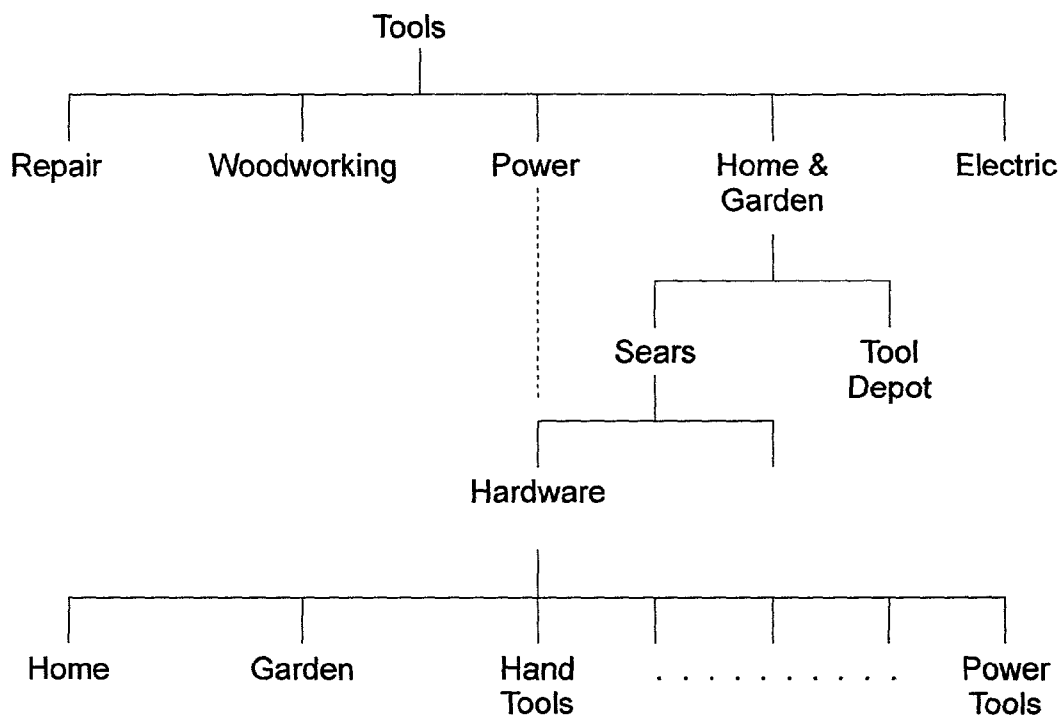 Tools
Repair
Woodworking
Power
Home &
Garden
Electric
Sears
Tool
Depot
Hardware
Home
Garden
Hand
Tools
. . . . . . . . . .
Power
Tools